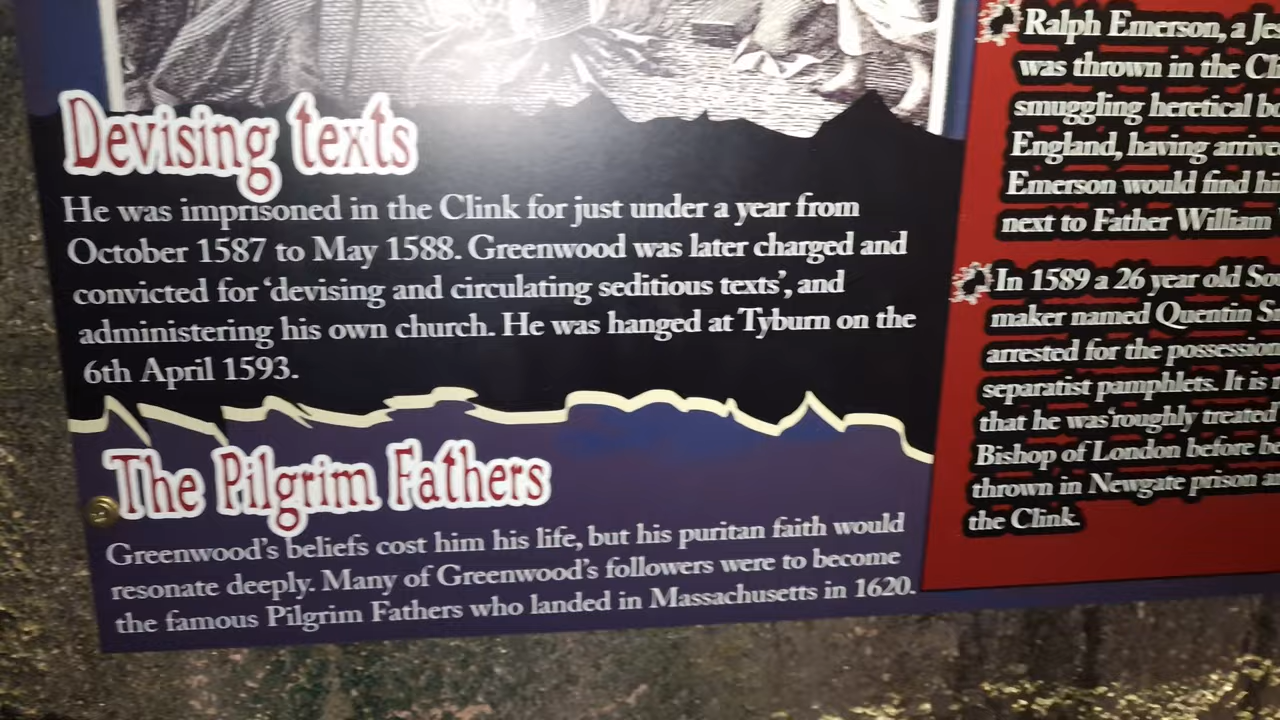 Devising texts
He was imprisoned in the Clink for just under a year from
October 1587 to May 1588. Greenwood was later charged and
convicted for 'devising and circulating seditious texts', and
administering his own church. He was hanged at Tyburn on the
6th April 1593.
The Pilgrim Fathers
Greenwood's beliefs cost him his life, but his puritan faith would
resonate deeply. Many of Greenwood's followers were to become
the famous Pilgrim Fathers who landed in Massachusetts in 1620.
Ralph Emerson, a
was thrown in the
smuggling heretical
England, having
Emerson would find
next to Father William
In 1589 a 26 year old
maker named Quentin
arrested for the possession
separatist pamphlets. It is
that he was 'roughly treated
Bishop of London before
thrown in Newgate prison
the Clink.